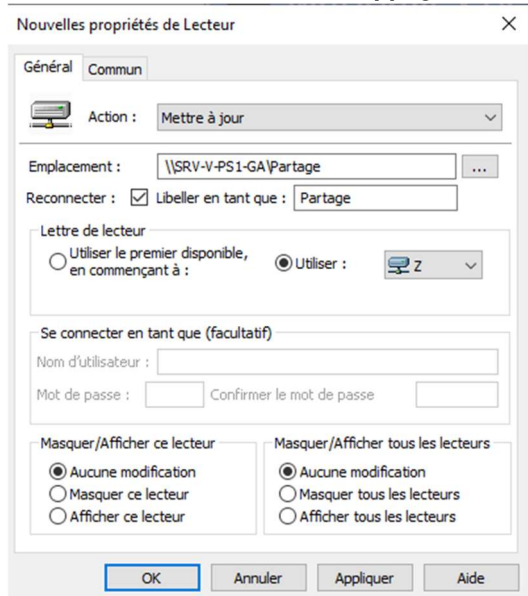 Nouvelles propriétés de Lecteur
Général Commun
Action : Mettre à jour
Emplacement : \\SRV-V-PS1-GA\Partage ...
Reconnecter : Libeller en tant que : Partage
Lettre de lecteur
Utiliser le premier disponible,
en commençant à :
Utiliser : Z
Se connecter en tant que (facultatif)
Nom d'utilisateur :
Mot de passe : Confirmer le mot de passe
Masquer/Afficher ce lecteur
Aucune modification
Masquer ce lecteur
Afficher ce lecteur
Masquer/Afficher tous les lecteurs
Aucune modification
Masquer tous les lecteurs
Afficher tous les lecteurs
OK Annuler Appliquer Aide